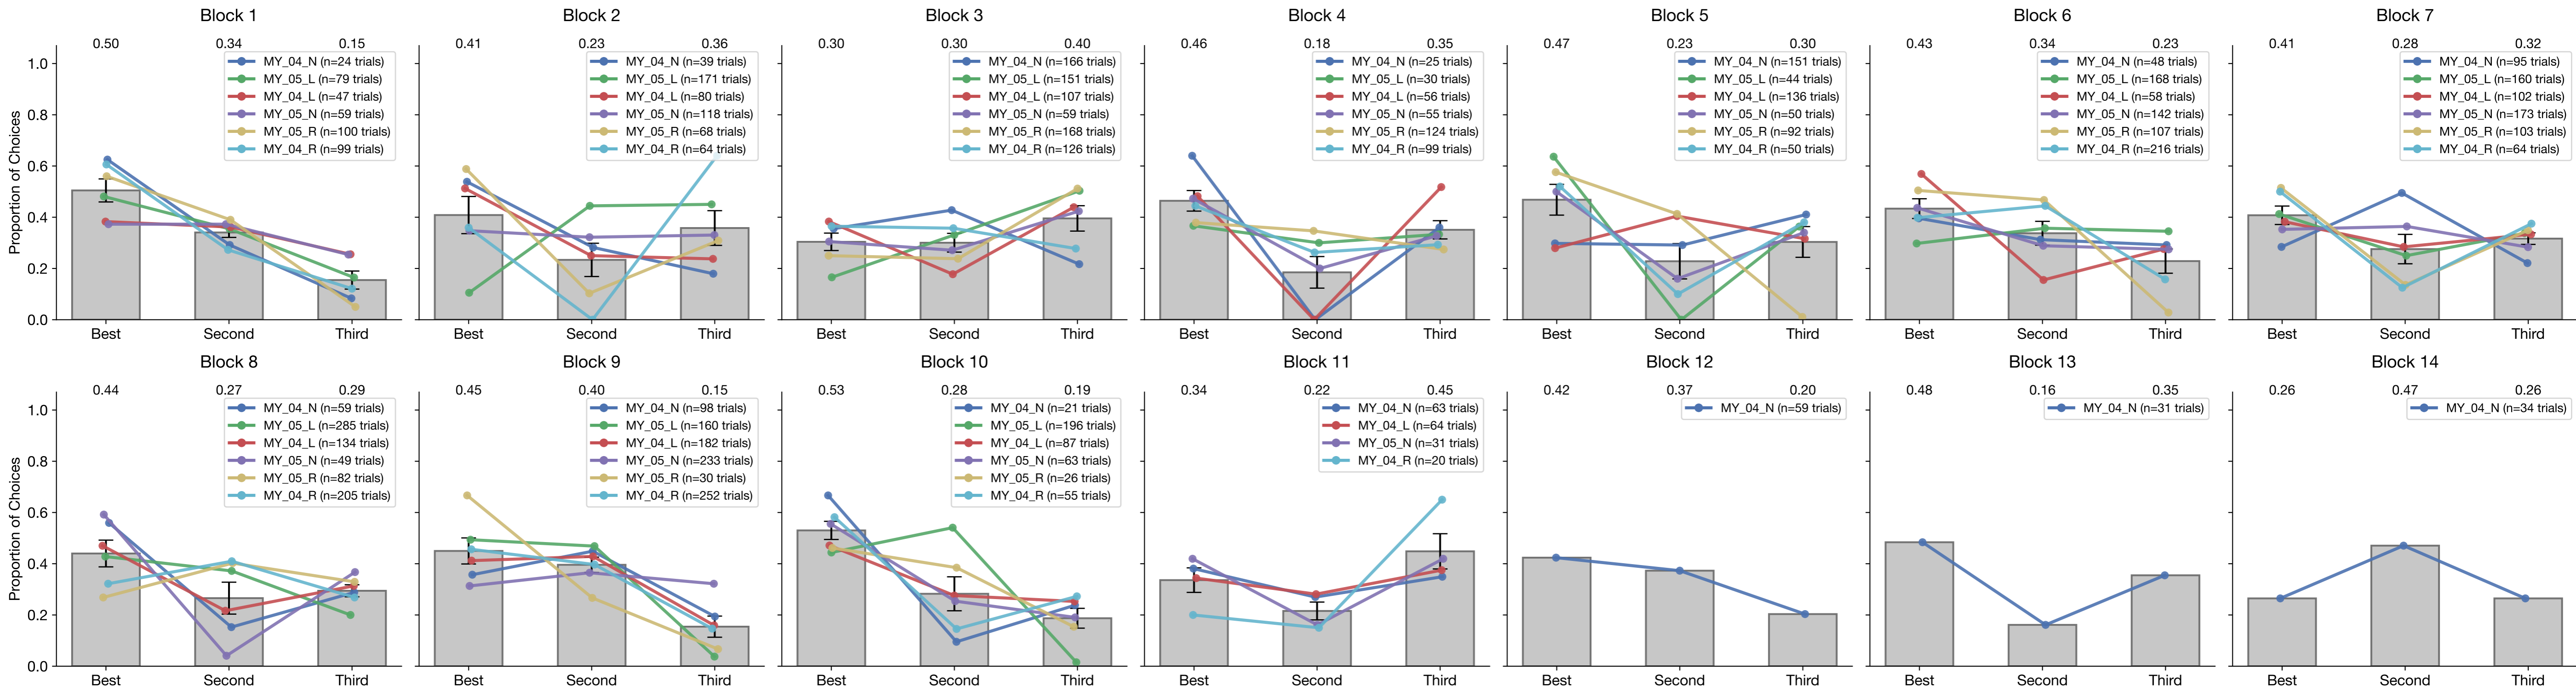 Block 1
0.50 0.34 0.15
MY_04_N (n=24 trials)
MY_05_L (n=79 trials)
MY_04_L (n=47 trials)
MY_05_N (n=59 trials)
MY_05_R (n=100 trials)
MY_04_R (n=99 trials)
Proportion of Choices
1.0
0.8
0.6
0.4
0.2
0.0
Best Second Third
Block 2
0.41 0.23 0.36
MY_04_N (n=39 trials)
MY_05_L (n=171 trials)
MY_04_L (n=80 trials)
MY_05_N (n=118 trials)
MY_05_R (n=68 trials)
MY_04_R (n=64 trials)
Best Second Third
Block 3
0.30 0.30 0.40
MY_04_N (n=166 trials)
MY_05_L (n=151 trials)
MY_04_L (n=107 trials)
MY_05_N (n=59 trials)
MY_05_R (n=168 trials)
MY_04_R (n=126 trials)
Best Second Third
Block 4
0.46 0.18 0.35
MY_04_N (n=25 trials)
MY_05_L (n=30 trials)
MY_04_L (n=56 trials)
MY_05_N (n=55 trials)
MY_05_R (n=124 trials)
MY_04_R (n=99 trials)
Best Second Third
Block 5
0.47 0.23 0.30
MY_04_N (n=151 trials)
MY_05_L (n=44 trials)
MY_04_L (n=136 trials)
MY_05_N (n=50 trials)
MY_05_R (n=92 trials)
MY_04_R (n=50 trials)
Best Second Third
Block 6
0.43 0.34 0.23
MY_04_N (n=48 trials)
MY_05_L (n=168 trials)
MY_04_L (n=58 trials)
MY_05_N (n=142 trials)
MY_05_R (n=107 trials)
MY_04_R (n=216 trials)
Best Second Third
Block 7
0.41 0.28 0.32
MY_04_N (n=95 trials)
MY_05_L (n=160 trials)
MY_04_L (n=102 trials)
MY_05_N (n=173 trials)
MY_05_R (n=103 trials)
MY_04_R (n=64 trials)
Best Second Third
Block 8
0.44 0.27 0.29
MY_04_N (n=59 trials)
MY_05_L (n=285 trials)
MY_04_L (n=134 trials)
MY_05_N (n=49 trials)
MY_05_R (n=82 trials)
MY_04_R (n=205 trials)
Proportion of Choices
1.0
0.8
0.6
0.4
0.2
0.0
Best Second Third
Block 9
0.45 0.40 0.15
MY_04_N (n=98 trials)
MY_05_L (n=160 trials)
MY_04_L (n=182 trials)
MY_05_N (n=233 trials)
MY_05_R (n=30 trials)
MY_04_R (n=252 trials)
Best Second Third
Block 10
0.53 0.28 0.19
MY_04_N (n=21 trials)
MY_05_L (n=196 trials)
MY_04_L (n=87 trials)
MY_05_N (n=63 trials)
MY_05_R (n=26 trials)
MY_04_R (n=55 trials)
Best Second Third
Block 11
0.34 0.22 0.45
MY_04_N (n=63 trials)
MY_04_L (n=64 trials)
MY_05_N (n=31 trials)
MY_04_R (n=20 trials)
Best Second Third
Block 12
0.42 0.37 0.20
MY_04_N (n=59 trials)
Best Second Third
Block 13
0.48 0.16 0.35
MY_04_N (n=31 trials)
Best Second Third
Block 14
0.26 0.47 0.26
MY_04_N (n=34 trials)
Best Second Third